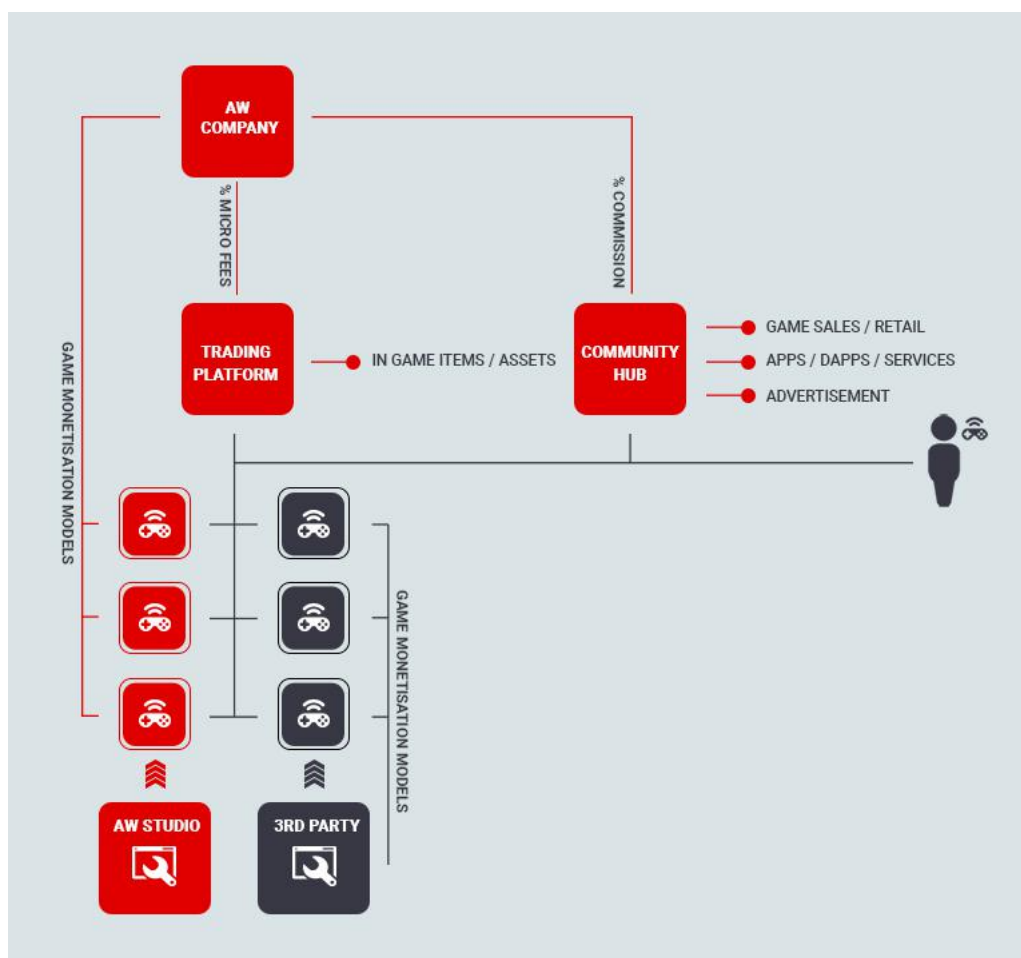 AW
COMPANY
% MICRO FEES
% COMMISSION
TRADING
PLATFORM
IN GAME ITEMS / ASSETS
COMMUNITY
HUB
GAME SALES / RETAIL
APPS / DAPPS / SERVICES
ADVERTISEMENT
GAME MONETISATION MODELS
GAME MONETISATION MODELS
AW STUDIO
3RD PARTY